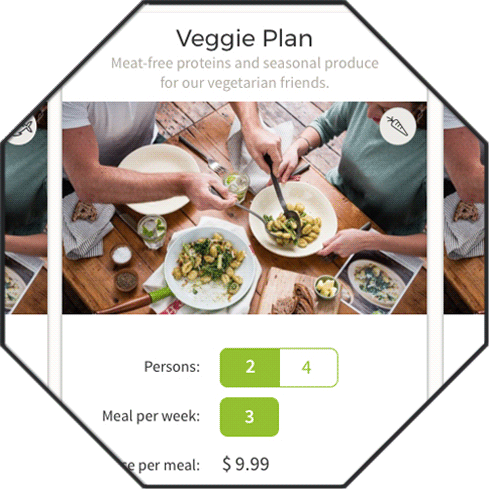 Veggie Plan
Meat-free proteins and seasonal produce
for our vegetarian friends.
Persons: 2 4
Meal per week: 3
per meal: $ 9.99